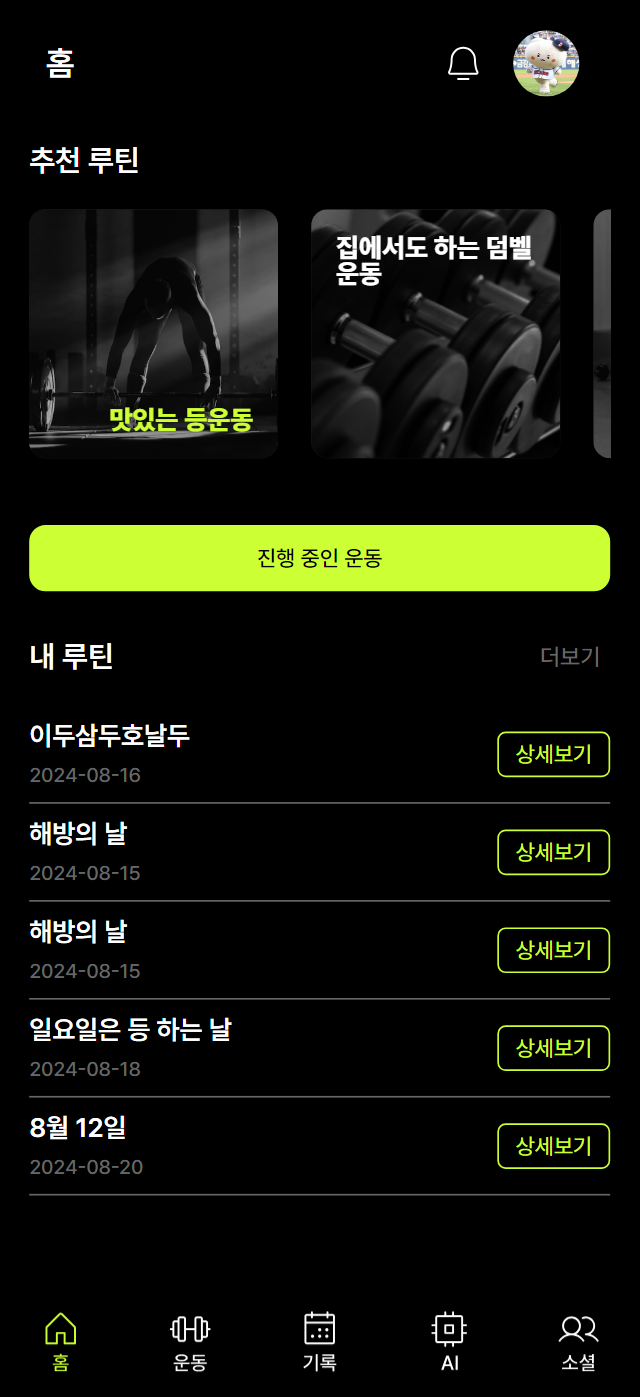 홈
추천 루틴
맛있는 등운동
집에서도 하는 덤벨
운동
진행 중인 운동
내 루틴
더보기
이두삼두호날두
2024-08-16
상세보기
해방의 날
2024-08-15
상세보기
해방의 날
2024-08-15
상세보기
일요일은 등 하는 날
2024-08-18
상세보기
8월 12일
2024-08-20
상세보기
홈
운동
기록
AI
소셜